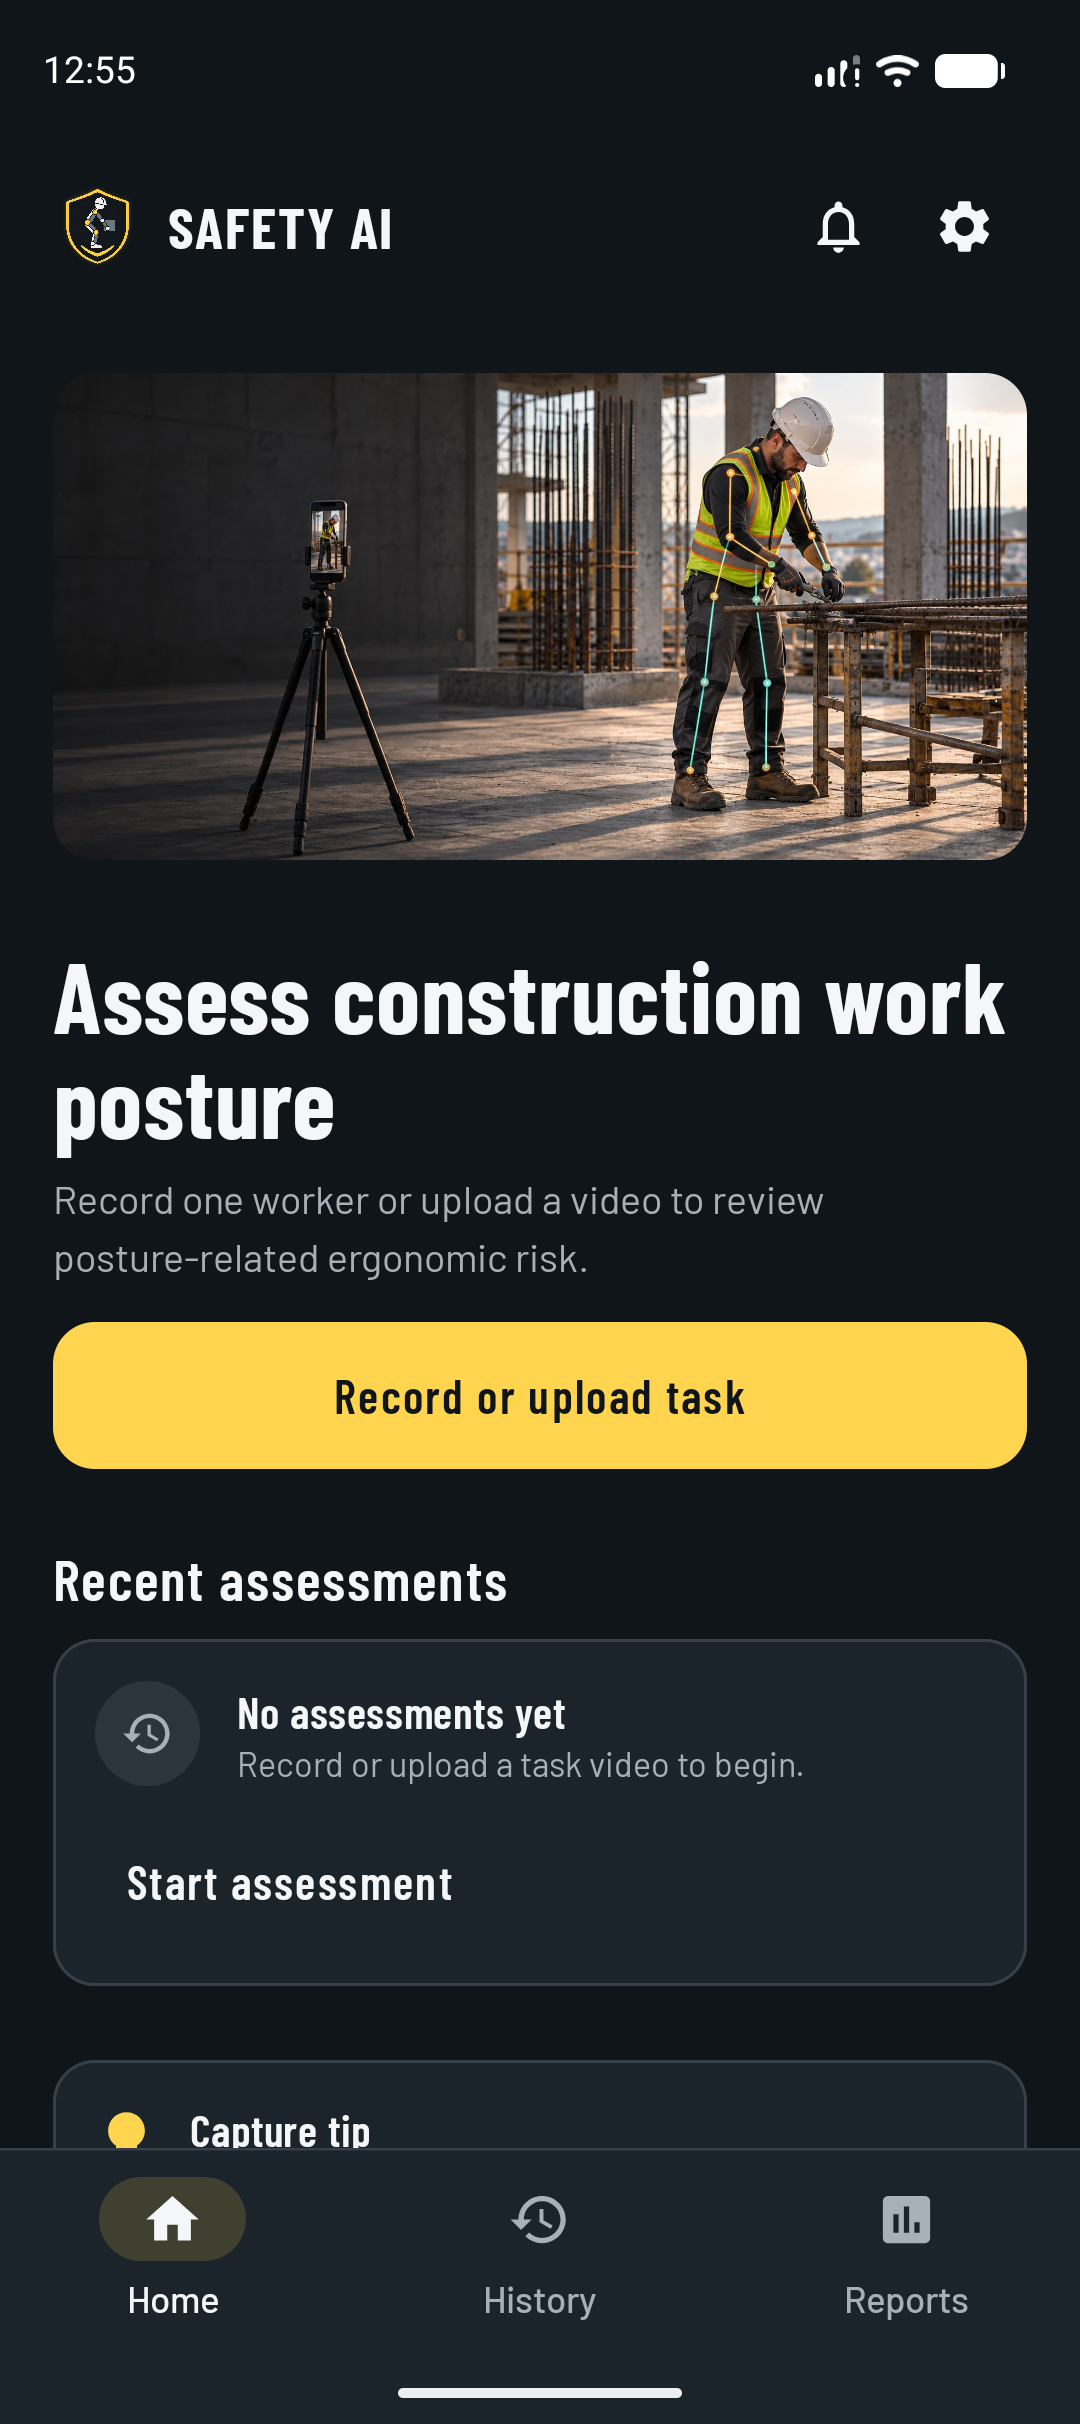 12:55
SAFETY AI
Assess construction work
posture
Record one worker or upload a video to review
posture-related ergonomic risk.
Record or upload task
Recent assessments
No assessments yet
Record or upload a task video to begin.
Start assessment
Capture tip
Home
History
Reports